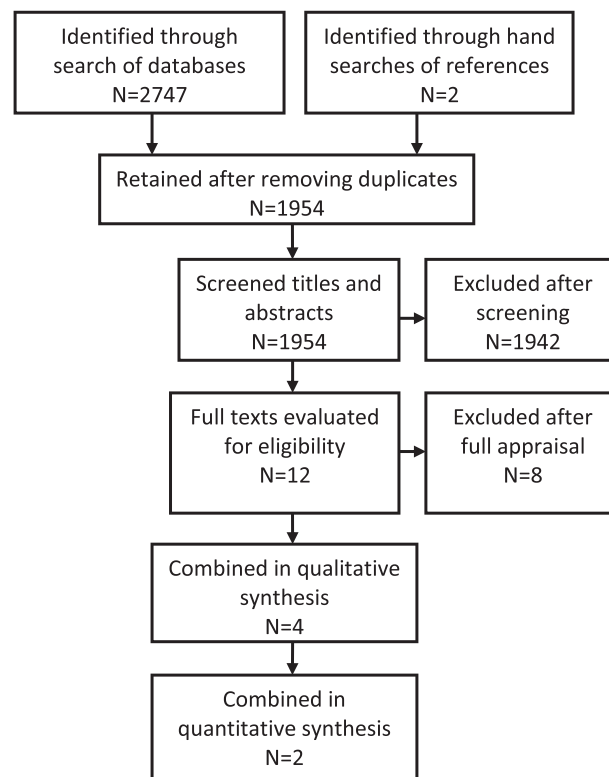 Identified through
search of databases
N=2747
Identified through hand
searches of references
N=2
Retained after removing duplicates
N=1954
Screened titles and
abstracts
N=1954
Excluded after
screening
N=1942
Full texts evaluated
for eligibility
N=12
Excluded after
full appraisal
N=8
Combined in qualitative
synthesis
N=4
Combined in
quantitative synthesis
N=2